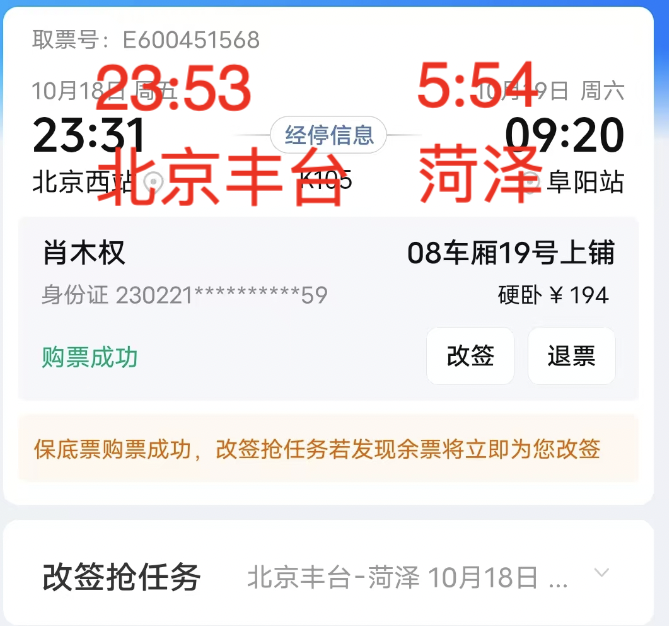 取票号：E600451568
10月18日 周五
23:53
5:54
10月19日 周六
23:31
经停信息
09:20
北京西站
北京丰台
K105
菏泽
阜阳站
肖木权
08车厢19号上铺
身份证 230221**********59
硬卧 ¥ 194
购票成功
改签
退票
保底票购票成功，改签抢任务若发现余票将立即为您改签
改签抢任务
北京丰台-菏泽 10月18日 ...